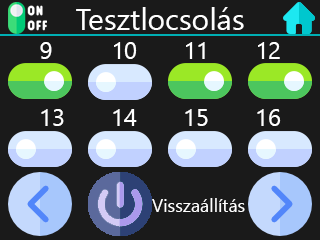 ON
OFF
Tesztlocsolás
9 10 11 12
13 14 15 16
Visszaállítás